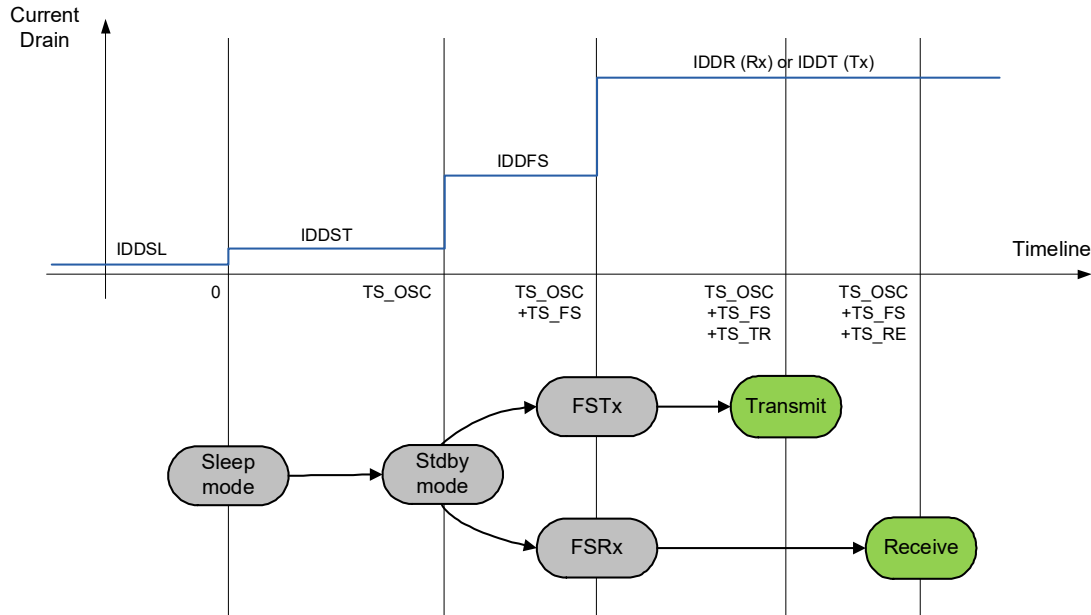 Current
Drain
IDDR (Rx) or IDDT (Tx)
IDDFS
IDDST
IDDSL
Timeline
0
TS_OSC
TS_OSC
+TS_FS
TS_OSC
+TS_FS
+TS_TR
TS_OSC
+TS_FS
+TS_RE
FSTx
Transmit
Sleep
mode
Stdby
mode
FSRx
Receive